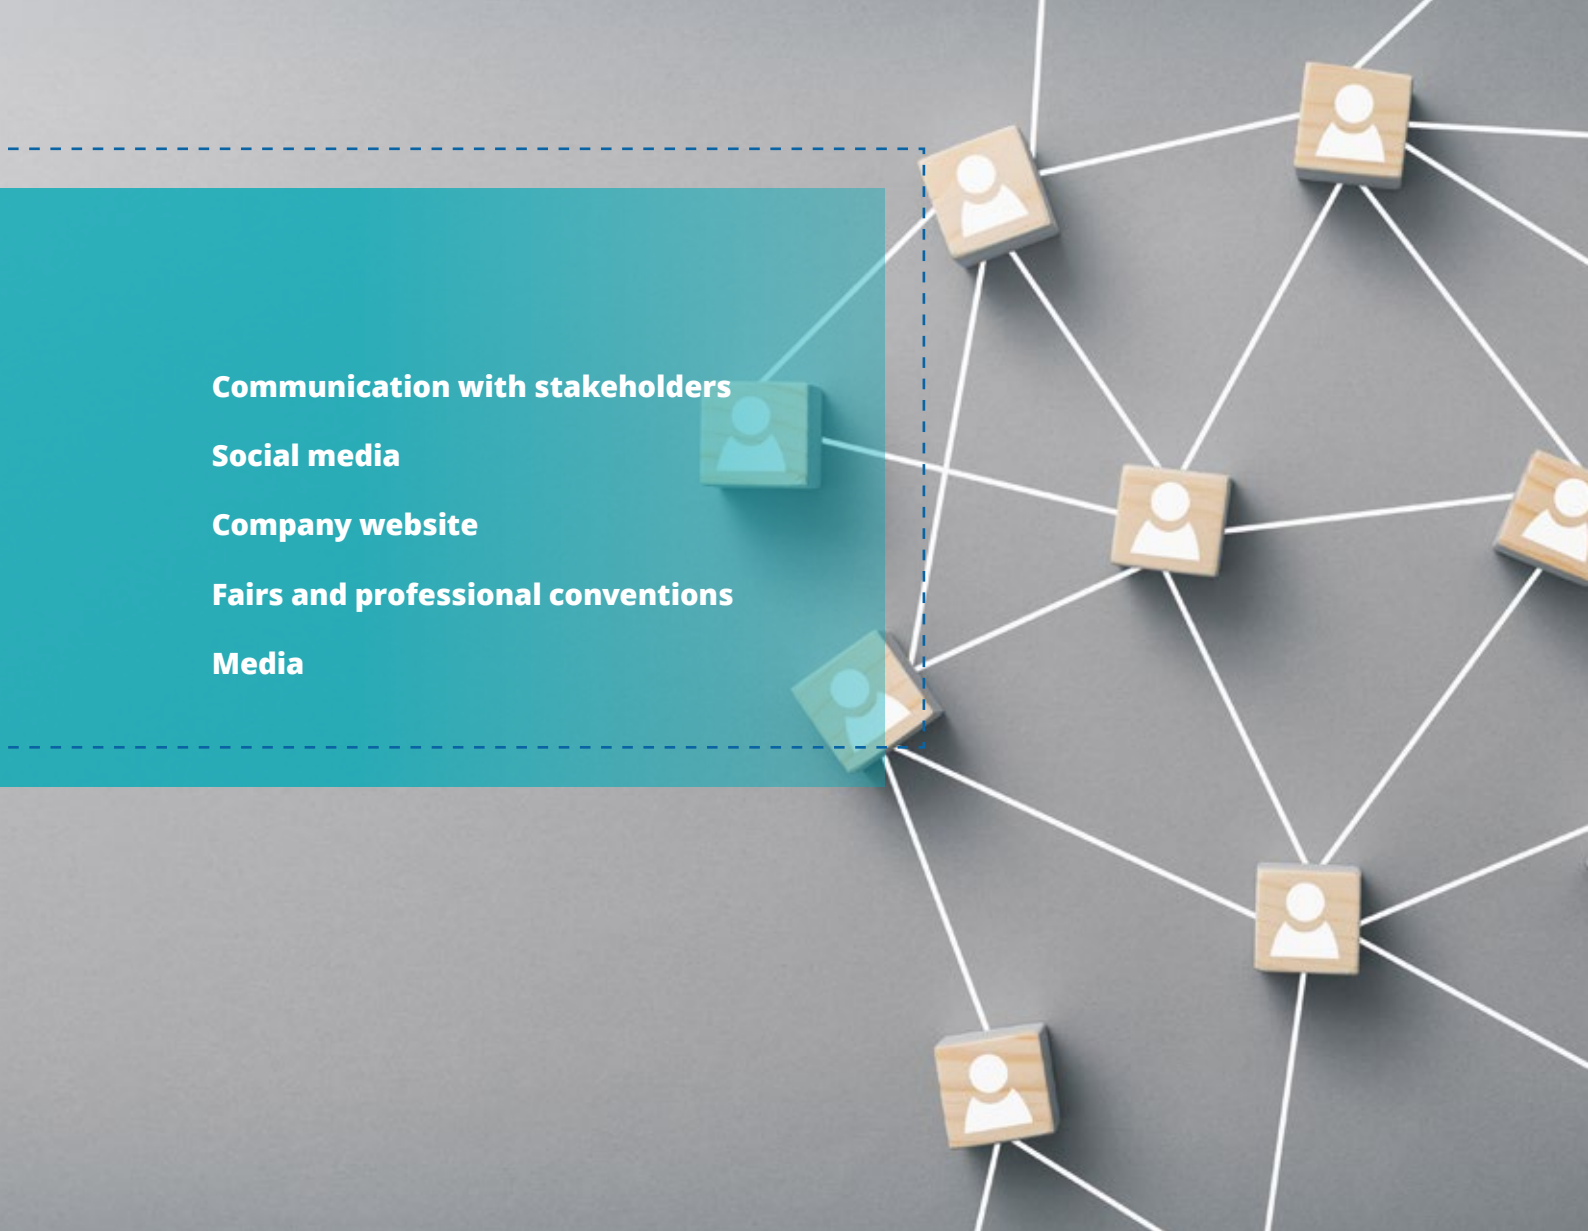 Communication with stakeholders
Social media
Company website
Fairs and professional conventions
Media